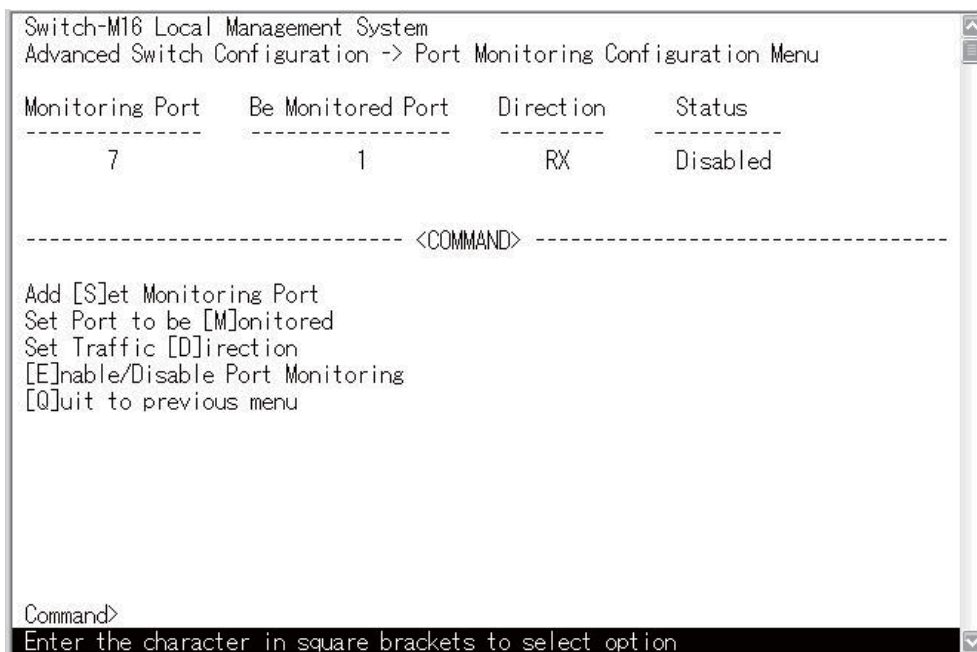 Switch-M16 Local Management System
Advanced Switch Configuration -> Port Monitoring Configuration Menu
Monitoring Port Be Monitored Port Direction Status
--------------- ----------------- --------- -----------
7 1 RX Disabled
-------------------------------- <COMMAND> -----------------------------------
Add [S]et Monitoring Port
Set Port to be [M]onitored
Set Traffic [D]irection
[E]nable/Disable Port Monitoring
[Q]uit to previous menu
Command>
Enter the character in square brackets to select option